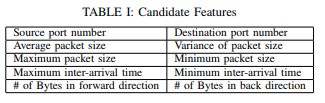 TABLE I: Candidate Features
Source port number Destination port number
Average packet size Variance of packet size
Maximum packet size Minimum packet size
Maximum inter-arrival time Minimum inter-arrival time
# of Bytes in forward direction # of Bytes in back direction